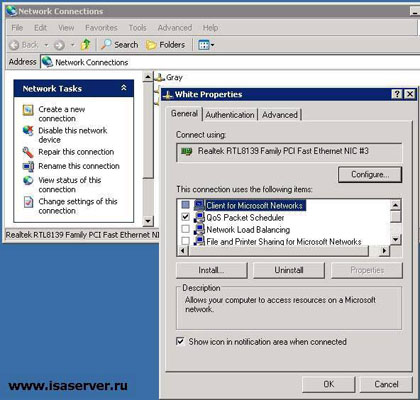 Network Connections
File Edit View Favorites Tools Advanced Help
Back Search Folders
Address Network Connections
Network Tasks
Create a new
connection
Disable this network
device
Repair this connection
Rename this connection
View status of this
connection
Change settings of this
connection
Realtek RTL8139 Family PCI Fast Ethernet NIC
Gray
White Properties
General Authentication Advanced
Connect using:
Realtek RTL8139 Family PCI Fast Ethernet NIC #3
Configure...
This connection uses the following items:
Client for Microsoft Networks
QoS Packet Scheduler
Network Load Balancing
File and Printer Sharing for Microsoft Networks
Install... Uninstall Properties
Description
Allows your computer to access resources on a Microsoft
network.
Show icon in notification area when connected
OK Cancel
www.isaserver.ru